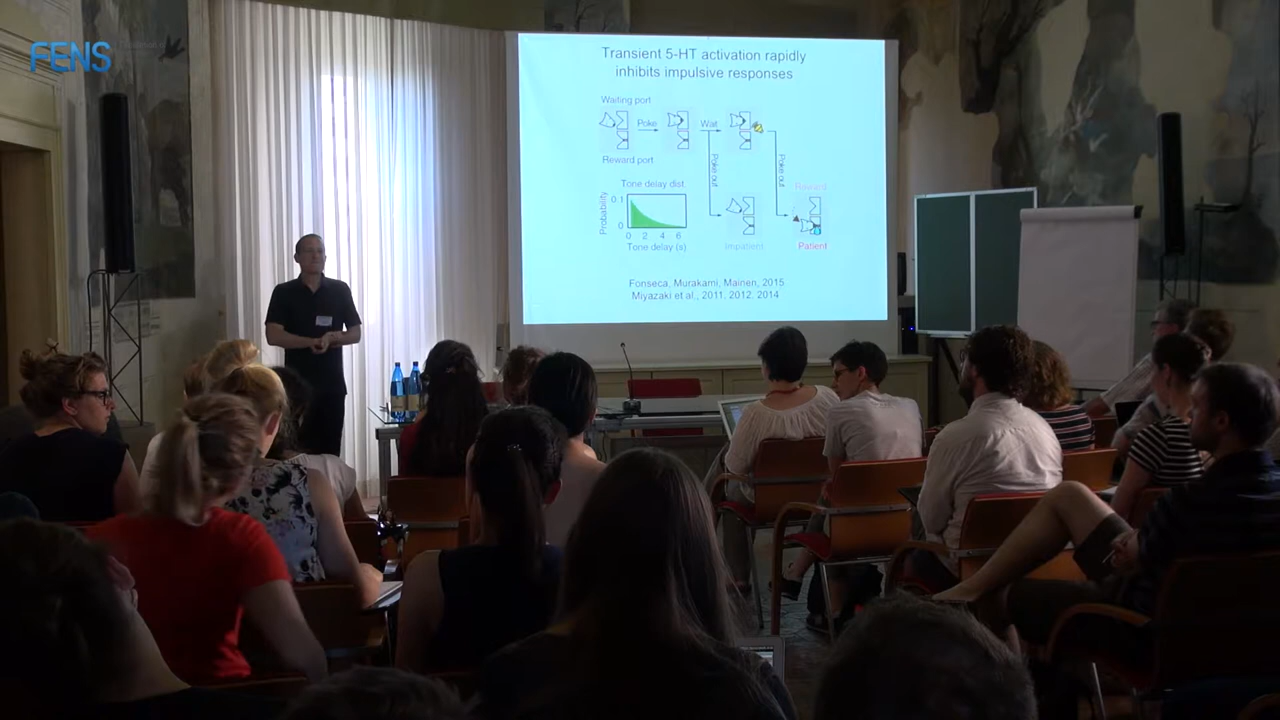 FENS
Transient 5-HT activation rapidly
inhibits impulsive responses
Waiting port
Poke
Wait
Reward port
Poke out
Poke out
Tone delay dist.
Reward
Probability
0.1
0
0 2 4 6
Tone delay (s)
Impatient
Patient
Fonseca, Murakami, Mainen, 2015
Miyazaki et al., 2011, 2012, 2014